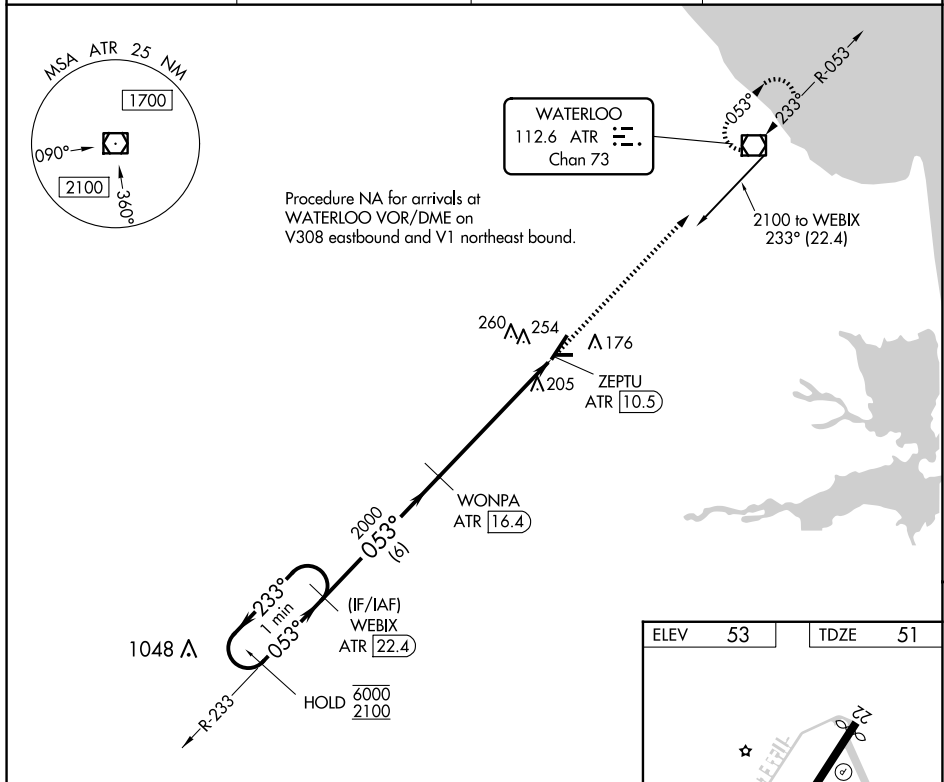 MSA ATR 25 NM
1700
090°
2100
360°
WATERLOO
112.6 ATR
Chan 73
053°
233°
R-053
Procedure NA for arrivals at
WATERLOO VOR/DME on
V308 eastbound and V1 northeast bound.
2100 to WEBIX
233° (22.4)
260
254
176
205
ZEPTU
ATR 10.5
WONPA
ATR 16.4
2000
053°
(6)
(IF/IAF)
WEBIX
ATR 22.4
233°
1 min
053°
1048
HOLD 6000
2100
R-233
ELEV 53
TDZE 51
22
P